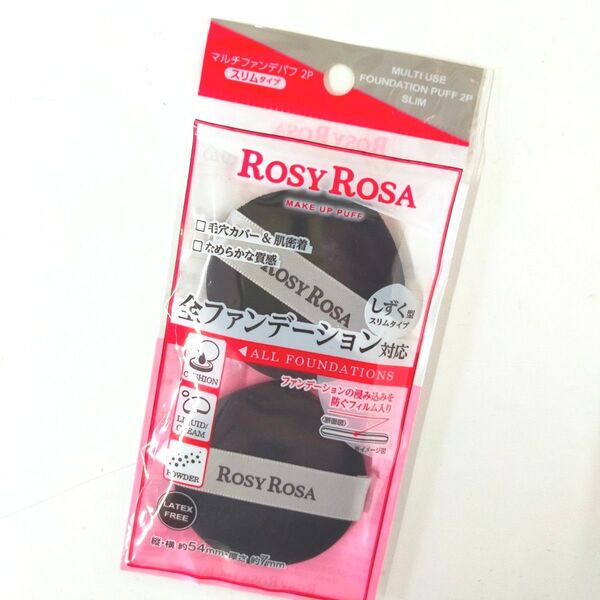 マルチファンデパフ 2P
スリムタイプ
MULTI USE
FOUNDATION PUFF 2P
SLIM
ROSY ROSA
MAKE UP PUFF
□ 毛穴カバー & 肌密着
□ なめらかな質感
ROSY ROSA
しずく型
スリムタイプ
全ファンデーション対応
◀ ALL FOUNDATIONS
CUSHION
ファンデーションの浸み込みを
防ぐフィルム入り
<断面図>
※イメージ図
LIQUID/
CREAM
POWDER
ROSY ROSA
LATEX
FREE
縦・横 約54mm・厚さ 約7mm